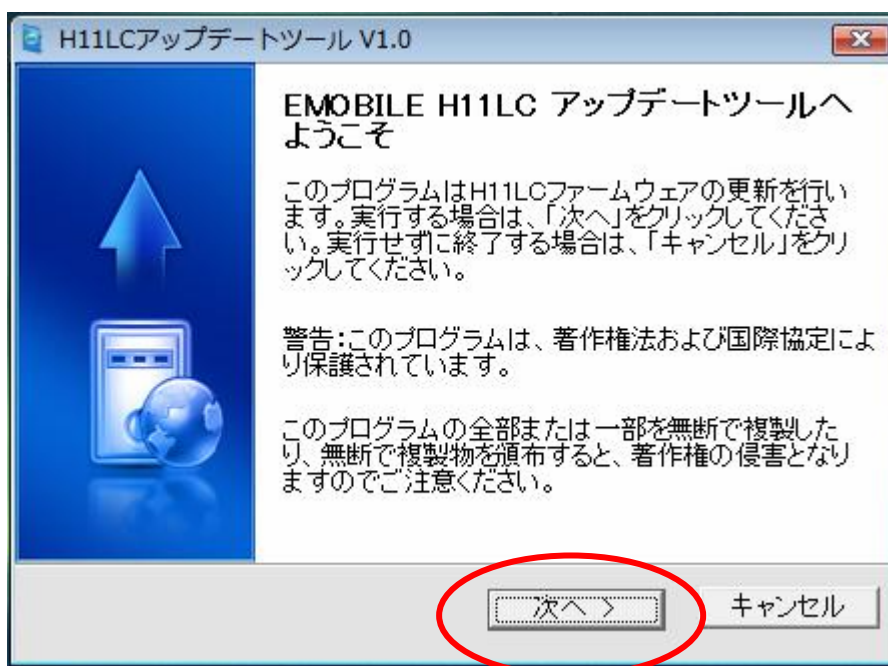 H11LCアップデートツール V1.0
EMOBILE H11LC アップデートツールへ
ようこそ
このプログラムはH11LCファームウェアの更新を行い
ます。実行する場合は、「次へ」をクリックしてくださ
い。実行せずに終了する場合は、「キャンセル」をクリ
ックしてください。
警告:このプログラムは、著作権法および国際協定によ
り保護されています。
このプログラムの全部または一部を無断で複製した
り、無断で複製物を頒布すると、著作権の侵害となり
ますのでご注意ください。
次へ >
キャンセル